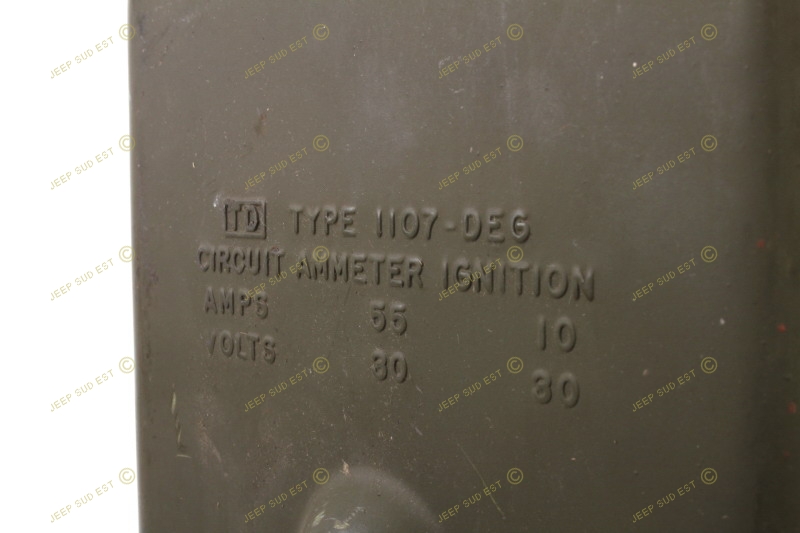 TD TYPE 1107-DEG
CIRCUIT AMMETER IGNITION
AMPS 55 10
VOLTS 30 30
JEEP SUD EST ©